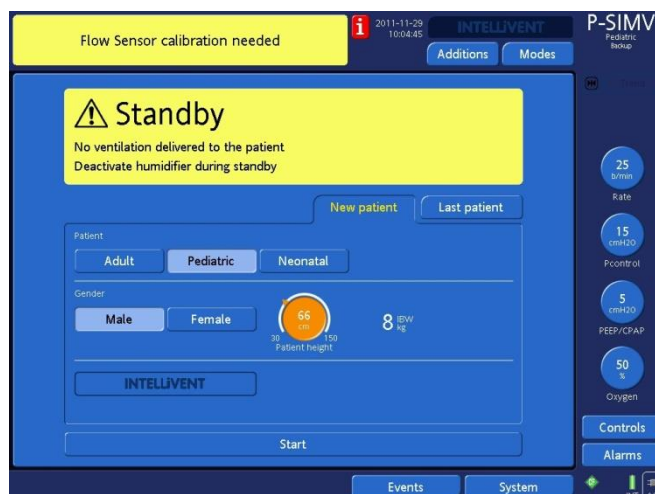 Flow Sensor calibration needed
i
2011-11-29
10:04:45
INTELLiVENT
Additions
Modes
P-SIMV
Pediatric
Backup
Standby
No ventilation delivered to the patient
Deactivate humidifier during standby
New patient
Last patient
Patient
Adult
Pediatric
Neonatal
Gender
Male
Female
66
cm
30
150
Patient height
8 IBW
kg
INTELLiVENT
Start
25
b/min
Rate
15
cmH2O
Pcontrol
5
cmH2O
PEEP/CPAP
50
%
Oxygen
Controls
Alarms
Events
System